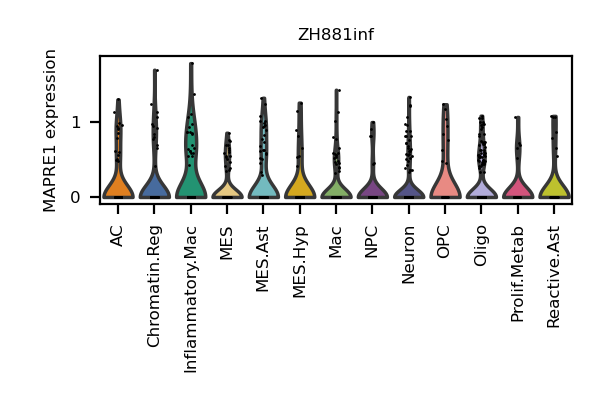 ZH881inf
MAPRE1 expression
1
0
AC
Chromatin.Reg
Inflammatory.Mac
MES
MES.Ast
MES.Hyp
Mac
NPC
Neuron
OPC
Oligo
Prolif.Metab
Reactive.Ast